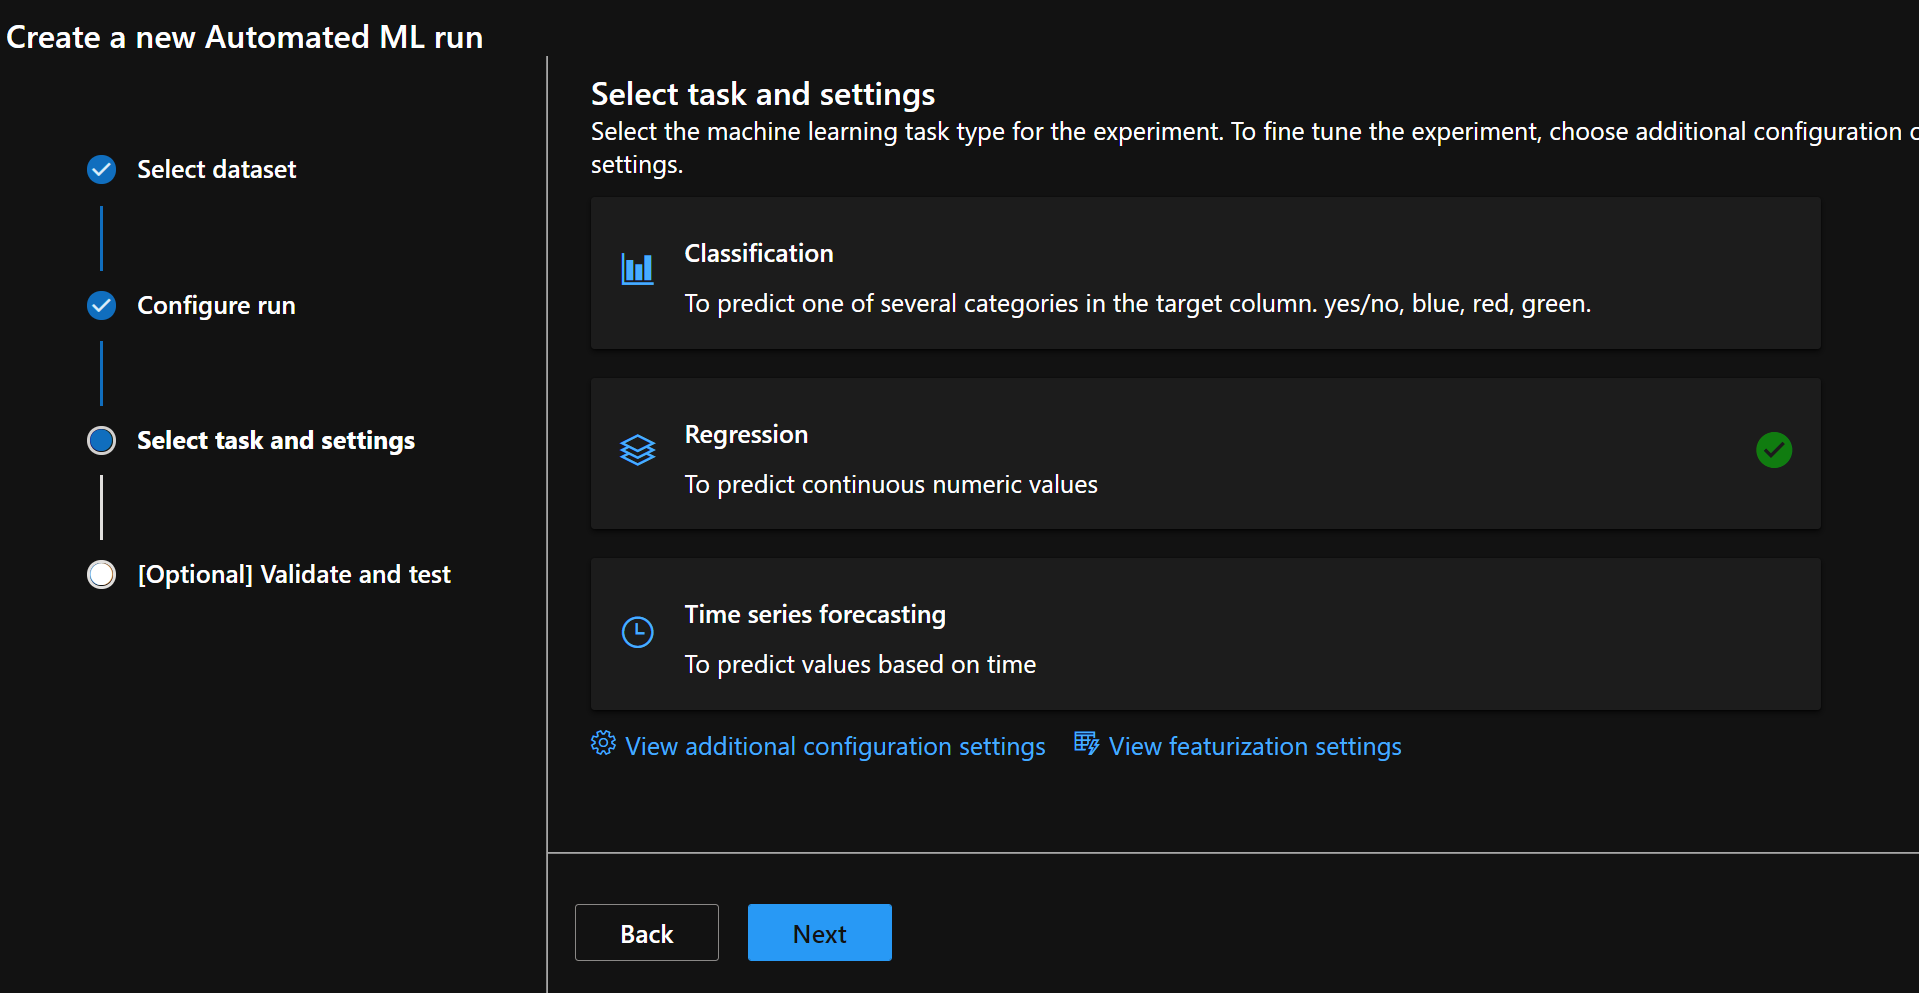 Create a new Automated ML run
Select dataset
Configure run
Select task and settings
[Optional] Validate and test
Select task and settings
Select the machine learning task type for the experiment. To fine tune the experiment, choose additional configuration
settings.
Classification
To predict one of several categories in the target column. yes/no, blue, red, green.
Regression
To predict continuous numeric values
Time series forecasting
To predict values based on time
View additional configuration settings
View featurization settings
Back
Next